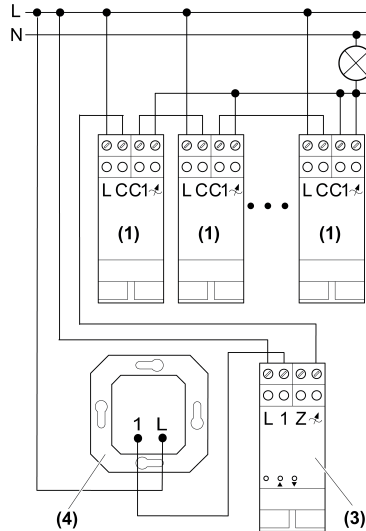 L
N
L CC1 L CC1 L CC1
(1) (1) (1)
L 1 Z
1 L
(4) (3)